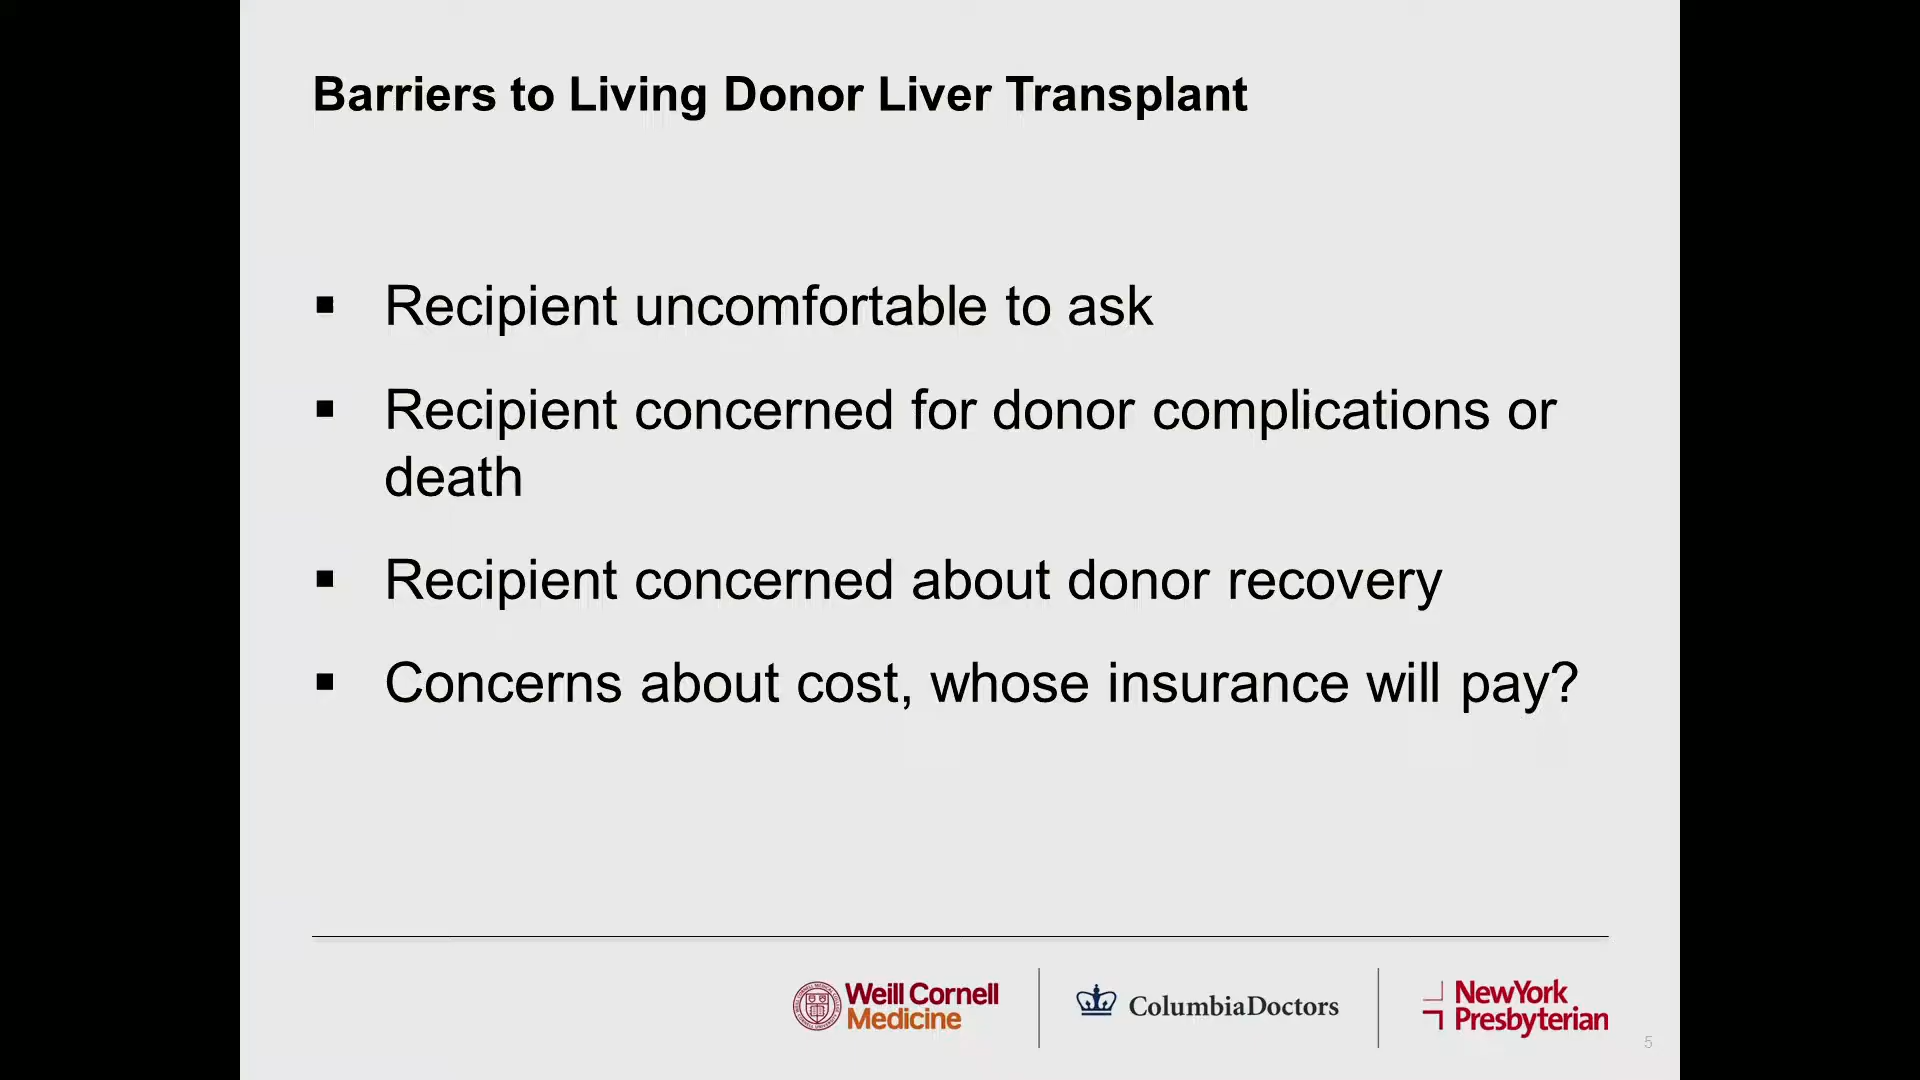 Barriers to Living Donor Liver Transplant
▪ Recipient uncomfortable to ask
▪ Recipient concerned for donor complications or
death
▪ Recipient concerned about donor recovery
▪ Concerns about cost, whose insurance will pay?
Weill Cornell
Medicine
ColumbiaDoctors
NewYork
Presbyterian
5